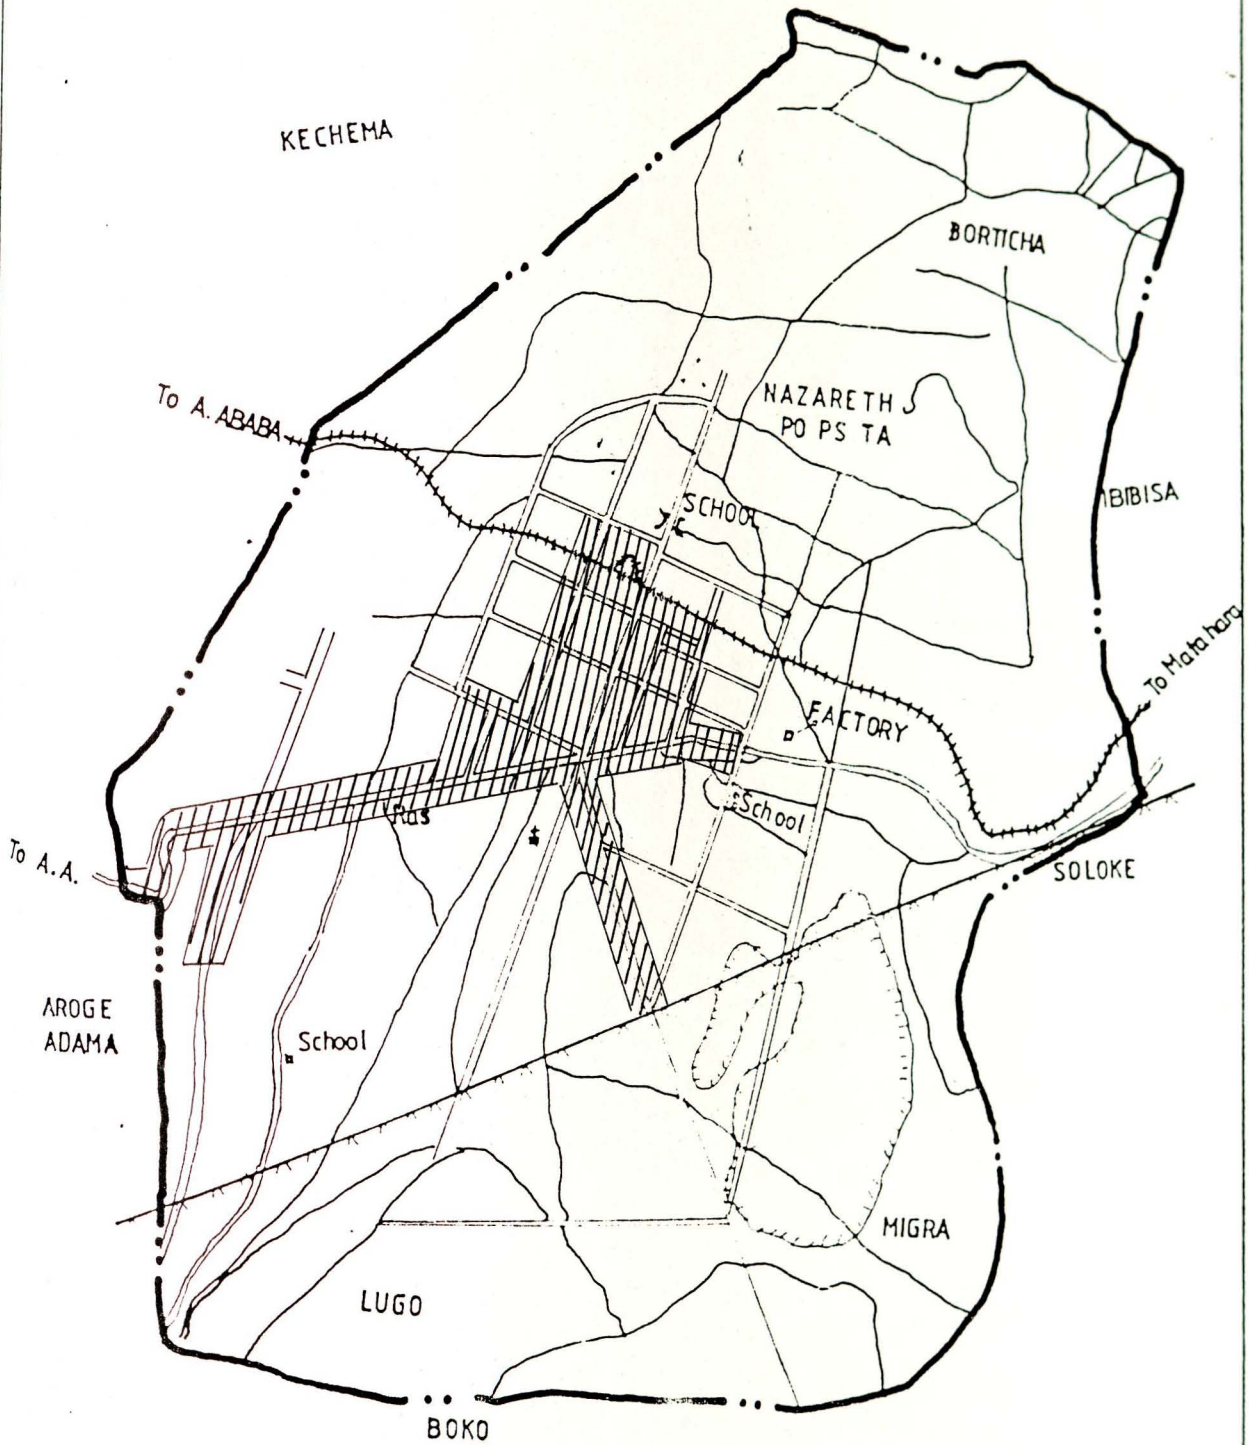 KECHEMA
BORTICHA
To A. ABABA
NAZARETH
PO PS TA
IBIBISA
SCHOOL
To Matahara
FACTORY
School
Ras
To A.A.
SOLOKE
AROGE
ADAMA
School
MIGRA
LUGO
BOKO